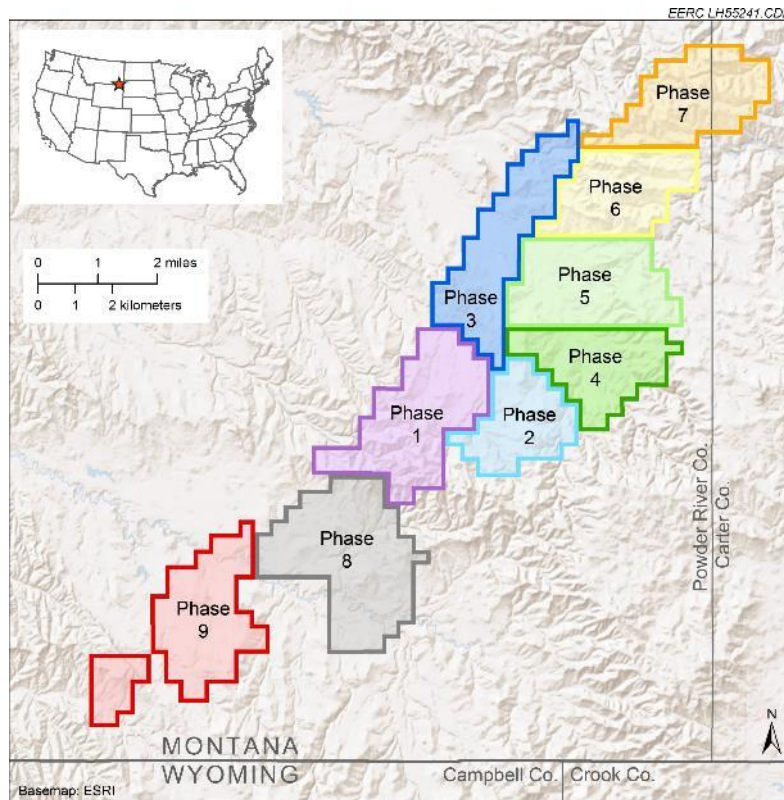 EERC LH55241.CDR
Phase
7
Phase
6
0 1 2 miles
0 1 2 kilometers
Phase
5
Phase
3
Phase
4
Phase
1
Phase
2
Powder River Co.
Carter Co.
Phase
8
Phase
9
N
MONTANA
WYOMING
Campbell Co.
Crook Co.
Basemap: ESRI